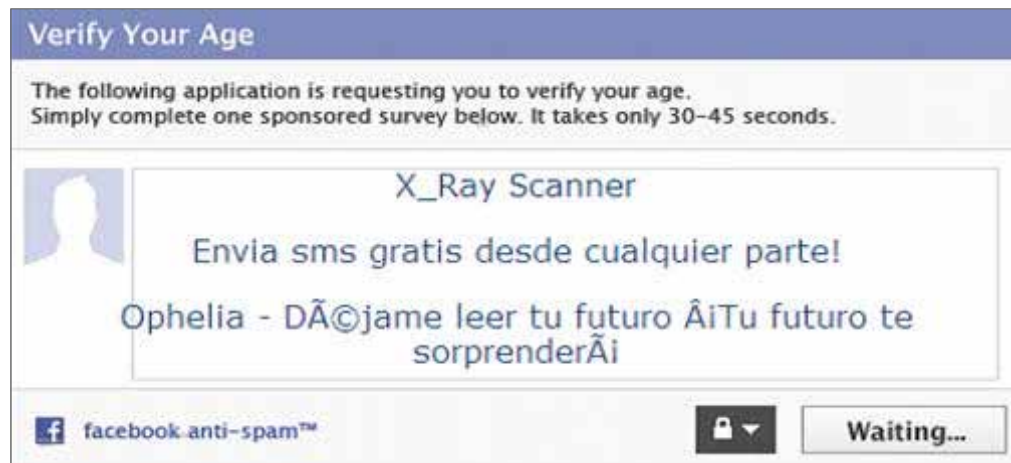 Verify Your Age
The following application is requesting you to verify your age.
Simply complete one sponsored survey below. It takes only 30-45 seconds.
X_Ray Scanner
Envia sms gratis desde cualquier parte!
Ophelia - DÃ©jame leer tu futuro ÂiTu futuro te
sorprenderÃi
facebook anti-spam™
Waiting...